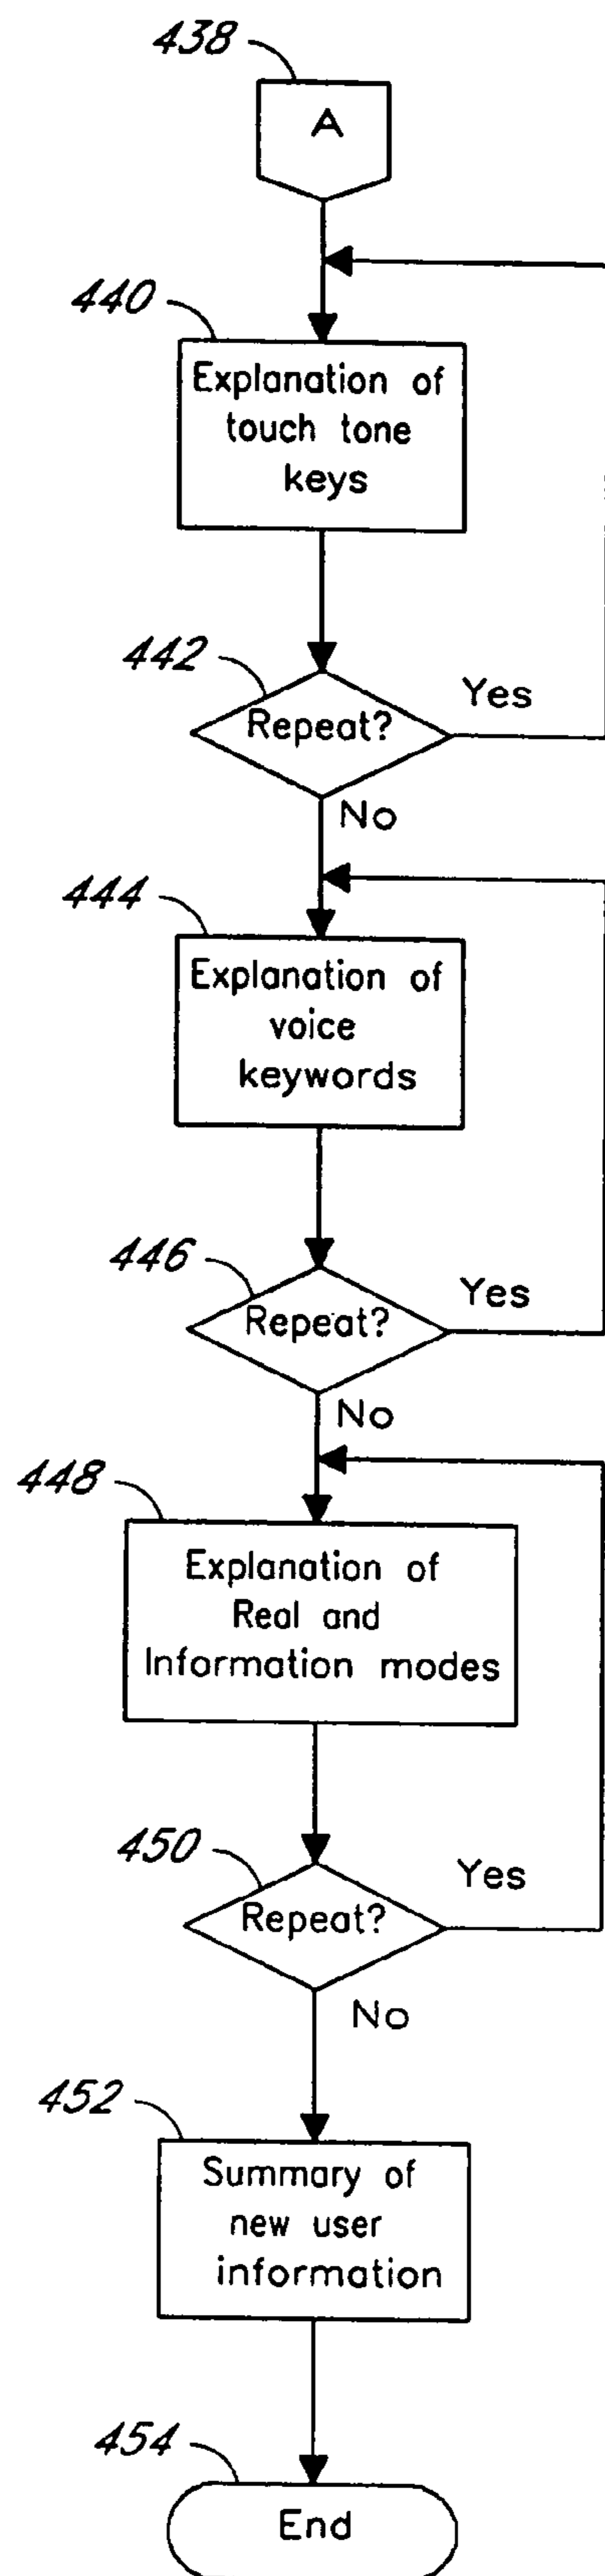 438
A
440
Explanation of
touch tone
keys
442
Repeat?
Yes
No
444
Explanation of
voice
keywords
446
Repeat?
Yes
No
448
Explanation of
Real and
Information modes
450
Repeat?
Yes
No
452
Summary of
new user
information
454
End